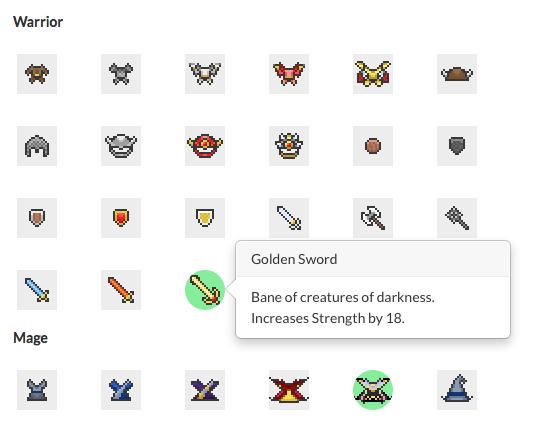 Warrior
Golden Sword
Bane of creatures of darkness.
Increases Strength by 18.
Mage